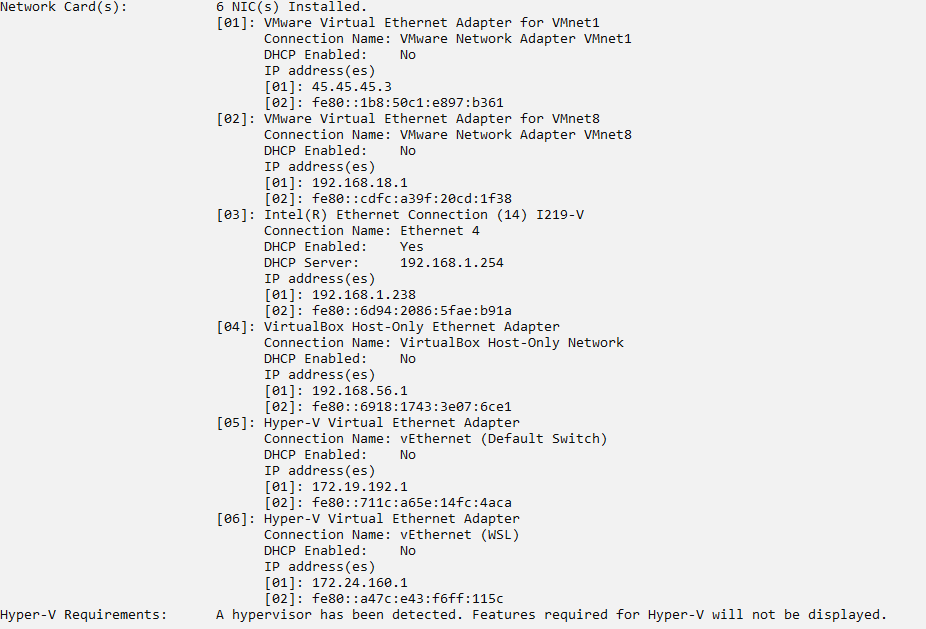 Network Card(s):           6 NIC(s) Installed.
                           [01]: VMware Virtual Ethernet Adapter for VMnet1
                                 Connection Name: VMware Network Adapter VMnet1
                                 DHCP Enabled:    No
                                 IP address(es)
                                 [01]: 45.45.45.3
                                 [02]: fe80::1b8:50c1:e897:b361
                           [02]: VMware Virtual Ethernet Adapter for VMnet8
                                 Connection Name: VMware Network Adapter VMnet8
                                 DHCP Enabled:    No
                                 IP address(es)
                                 [01]: 192.168.18.1
                                 [02]: fe80::cdfc:a39f:20cd:1f38
                           [03]: Intel(R) Ethernet Connection (14) I219-V
                                 Connection Name: Ethernet 4
                                 DHCP Enabled:    Yes
                                 DHCP Server:     192.168.1.254
                                 IP address(es)
                                 [01]: 192.168.1.238
                                 [02]: fe80::6d94:2086:5fae:b91a
                           [04]: VirtualBox Host-Only Ethernet Adapter
                                 Connection Name: VirtualBox Host-Only Network
                                 DHCP Enabled:    No
                                 IP address(es)
                                 [01]: 192.168.56.1
                                 [02]: fe80::6918:1743:3e07:6ce1
                           [05]: Hyper-V Virtual Ethernet Adapter
                                 Connection Name: vEthernet (Default Switch)
                                 DHCP Enabled:    No
                                 IP address(es)
                                 [01]: 172.19.192.1
                                 [02]: fe80::711c:a65e:14fc:4aca
                           [06]: Hyper-V Virtual Ethernet Adapter
                                 Connection Name: vEthernet (WSL)
                                 DHCP Enabled:    No
                                 IP address(es)
                                 [01]: 172.24.160.1
                                 [02]: fe80::a47c:e43:f6ff:115c
Hyper-V Requirements:      A hypervisor has been detected. Features required for Hyper-V will not be displayed.